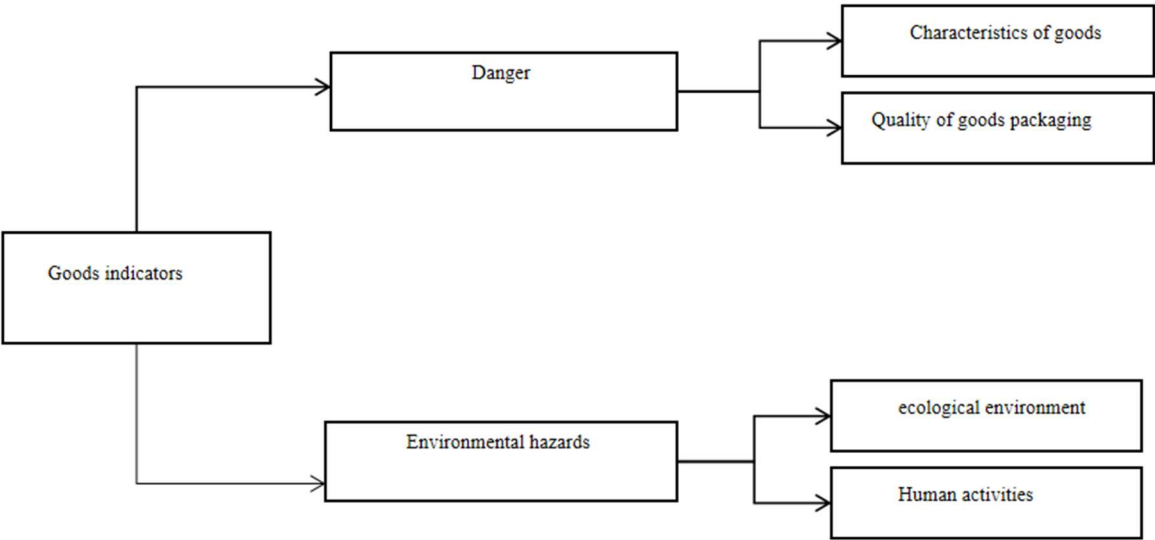 Characteristics of goods
Danger
Quality of goods packaging
Goods indicators
ecological environment
Environmental hazards
Human activities